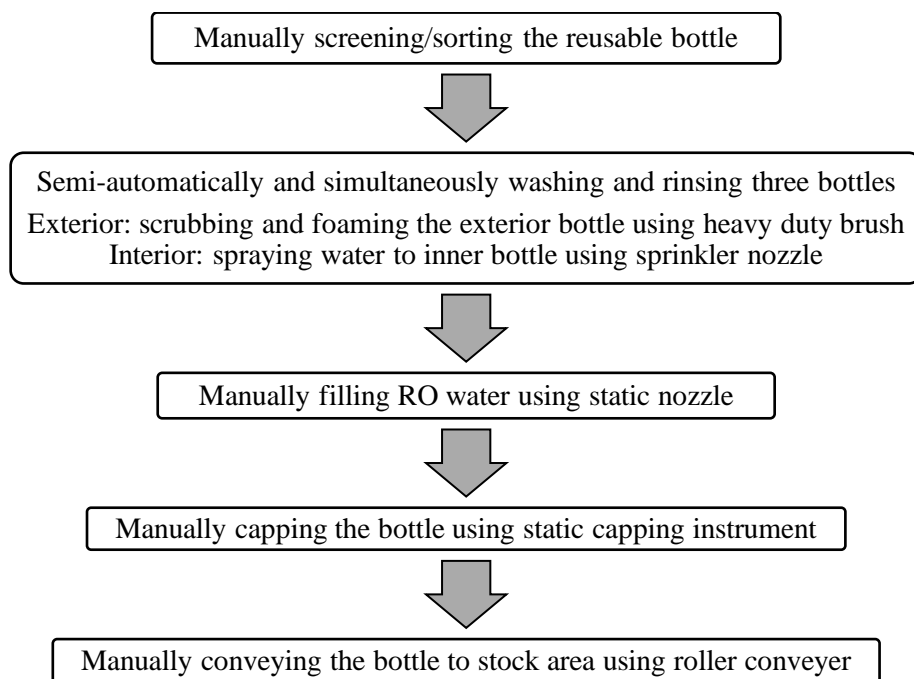 Manually screening/sorting the reusable bottle
Semi-automatically and simultaneously washing and rinsing three bottles
Exterior: scrubbing and foaming the exterior bottle using heavy duty brush
Interior: spraying water to inner bottle using sprinkler nozzle
Manually filling RO water using static nozzle
Manually capping the bottle using static capping instrument
Manually conveying the bottle to stock area using roller conveyer